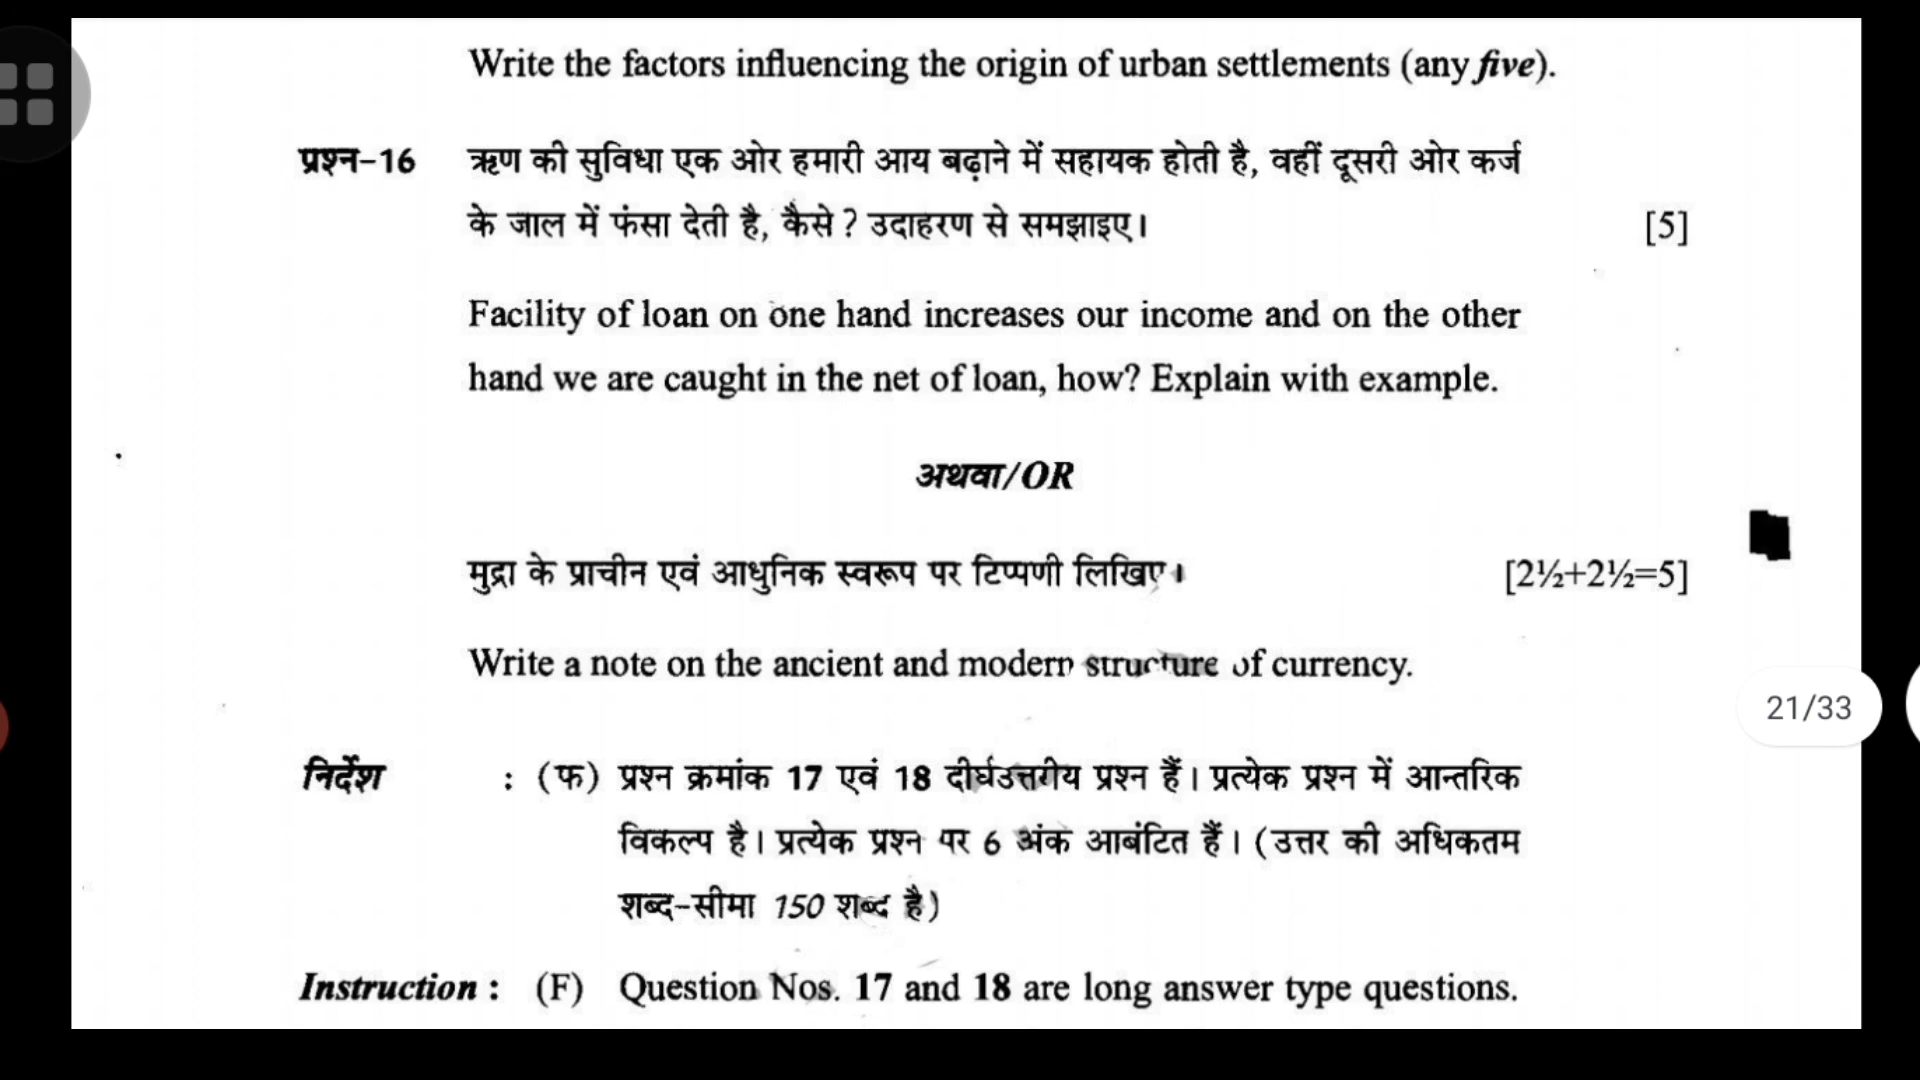 Write the factors influencing the origin of urban settlements (any five).
प्रश्न-16 ऋण की सुविधा एक ओर हमारी आय बढ़ाने में सहायक होती है, वहीं दूसरी ओर कर्ज
के जाल में फंसा देती है, कैसे? उदाहरण से समझाइए। [5]
Facility of loan on one hand increases our income and on the other
hand we are caught in the net of loan, how? Explain with example.
अथवा/OR
मुद्रा के प्राचीन एवं आधुनिक स्वरूप पर टिप्पणी लिखिए। [2½+2½=5]
Write a note on the ancient and modern structure of currency.
21/33
निर्देश : (फ) प्रश्न क्रमांक 17 एवं 18 दीर्घउत्तरीय प्रश्न हैं। प्रत्येक प्रश्न में आन्तरिक
विकल्प है। प्रत्येक प्रश्न पर 6 अंक आबंटित हैं। (उत्तर की अधिकतम
शब्द-सीमा 150 शब्द है)
Instruction : (F) Question Nos. 17 and 18 are long answer type questions.